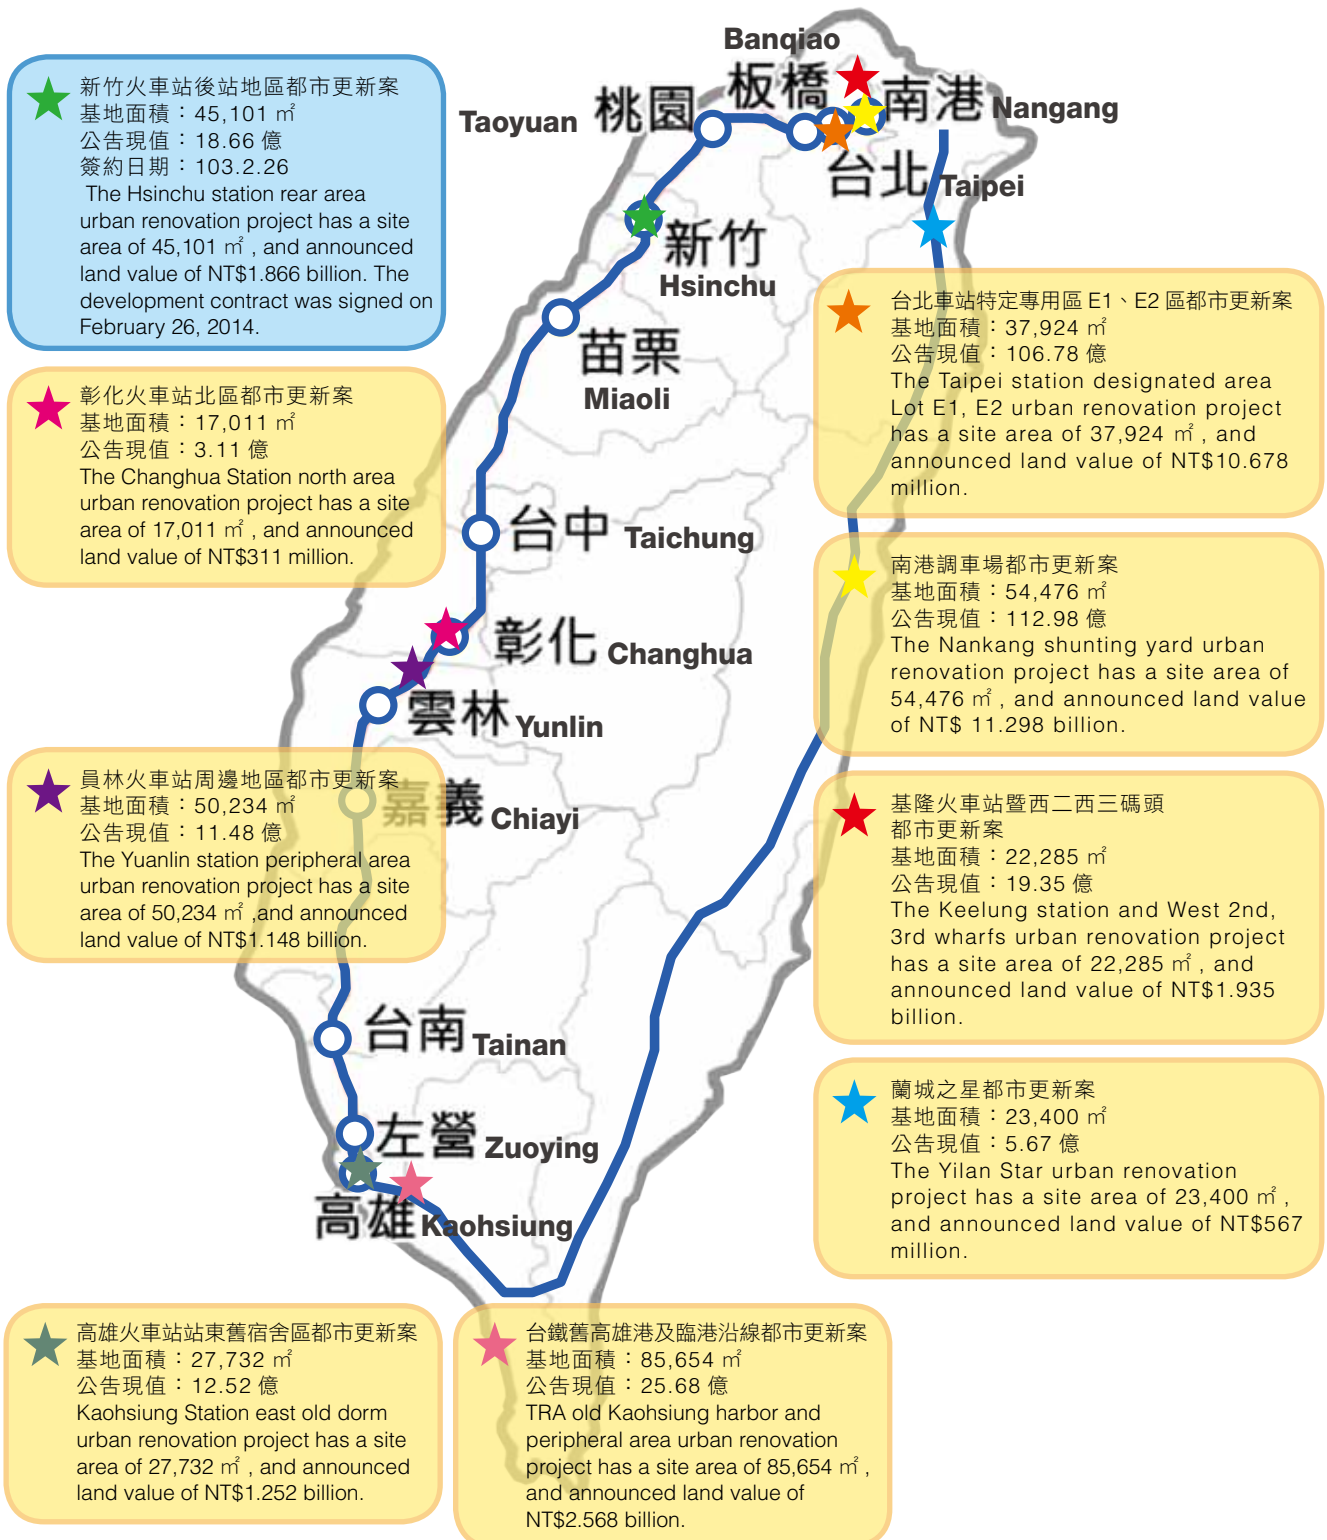 Banqiao
板橋
桃園
Taoyuan
南港
Nangang
台北
Taipei
新竹火車站後站地區都市更新案
基地面積：45,101 ㎡
公告現值：18.66 億
簽約日期：103.2.26
The Hsinchu station rear area
urban renovation project has a site
area of 45,101 ㎡ , and announced
land value of NT$1.866 billion. The
development contract was signed on
February 26, 2014.
新竹
Hsinchu
苗栗
Miaoli
台北車站特定專用區 E1、E2 區都市更新案
基地面積：37,924 ㎡
公告現值：106.78 億
The Taipei station designated area
Lot E1, E2 urban renovation project
has a site area of 37,924 ㎡ , and
announced land value of NT$10.678
million.
彰化火車站北區都市更新案
基地面積：17,011 ㎡
公告現值：3.11 億
The Changhua Station north area
urban renovation project has a site
area of 17,011 ㎡ , and announced
land value of NT$311 million.
台中
Taichung
南港調車場都市更新案
基地面積：54,476 ㎡
公告現值：112.98 億
The Nankang shunting yard urban
renovation project has a site area of
54,476 ㎡ , and announced land value
of NT$ 11.298 billion.
彰化
Changhua
雲林
Yunlin
員林火車站周邊地區都市更新案
基地面積：50,234 ㎡
公告現值：11.48 億
The Yuanlin station peripheral area
urban renovation project has a site
area of 50,234 ㎡ ,and announced
land value of NT$1.148 billion.
嘉義
Chiayi
基隆火車站暨西二西三碼頭
都市更新案
基地面積：22,285 ㎡
公告現值：19.35 億
The Keelung station and West 2nd,
3rd wharfs urban renovation project
has a site area of 22,285 ㎡ , and
announced land value of NT$1.935
billion.
台南
Tainan
左營
Zuoying
高雄
Kaohsiung
蘭城之星都市更新案
基地面積：23,400 ㎡
公告現值：5.67 億
The Yilan Star urban renovation
project has a site area of 23,400 ㎡ ,
and announced land value of NT$567
million.
高雄火車站站東舊宿舍區都市更新案
基地面積：27,732 ㎡
公告現值：12.52 億
Kaohsiung Station east old dorm
urban renovation project has a site
area of 27,732 ㎡ , and announced
land value of NT$1.252 billion.
台鐵舊高雄港及臨港沿線都市更新案
基地面積：85,654 ㎡
公告現值：25.68 億
TRA old Kaohsiung harbor and
peripheral area urban renovation
project has a site area of 85,654 ㎡ ,
and announced land value of
NT$2.568 billion.